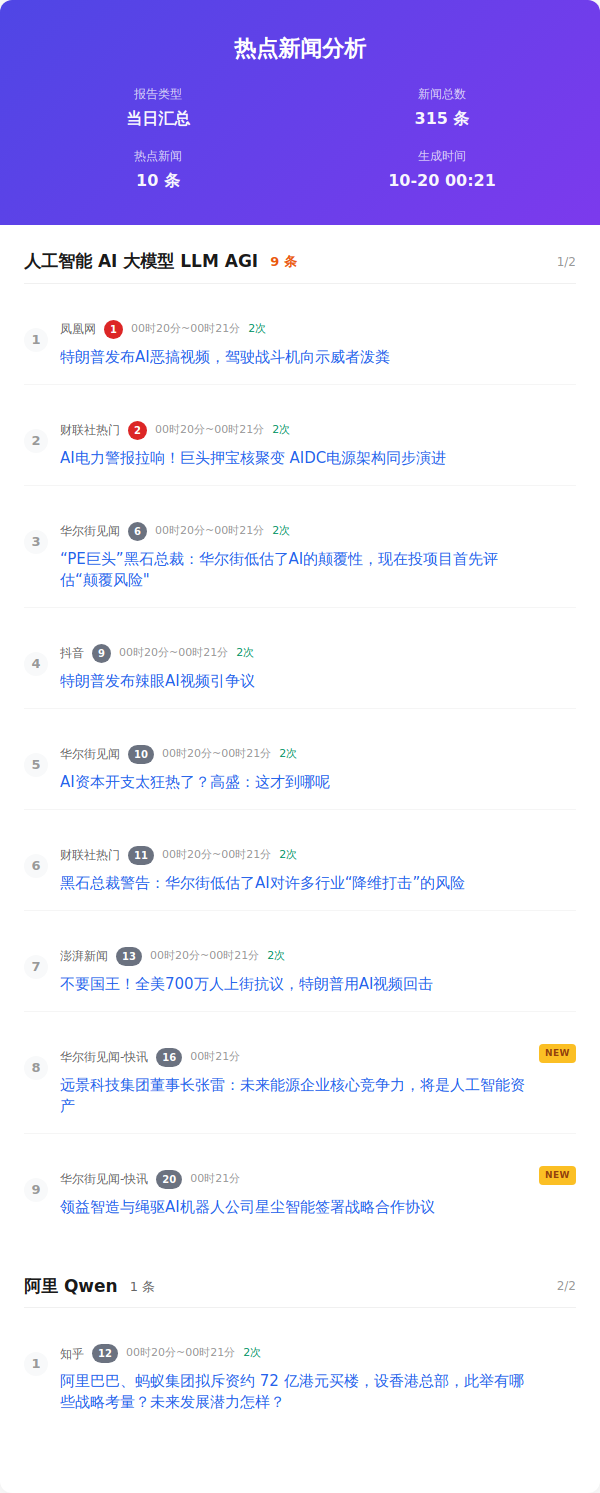 热点新闻分析
报告类型
新闻总数
当日汇总
315 条
热点新闻
生成时间
10 条
10-20 00:21
人工智能 AI 大模型 LLM AGI 9 条 1/2
1 凤凰网 1 00时20分~00时21分 2次
特朗普发布AI恶搞视频，驾驶战斗机向示威者泼粪
2 财联社热门 2 00时20分~00时21分 2次
AI电力警报拉响！巨头押宝核聚变 AIDC电源架构同步演进
3 华尔街见闻 6 00时20分~00时21分 2次
“PE巨头”黑石总裁：华尔街低估了AI的颠覆性，现在投项目首先评
估“颠覆风险"
4 抖音 9 00时20分~00时21分 2次
特朗普发布辣眼AI视频引争议
5 华尔街见闻 10 00时20分~00时21分 2次
AI资本开支太狂热了？高盛：这才到哪呢
6 财联社热门 11 00时20分~00时21分 2次
黑石总裁警告：华尔街低估了AI对许多行业“降维打击”的风险
7 澎湃新闻 13 00时20分~00时21分 2次
不要国王！全美700万人上街抗议，特朗普用AI视频回击
8 华尔街见闻-快讯 16 00时21分 NEW
远景科技集团董事长张雷：未来能源企业核心竞争力，将是人工智能资
产
9 华尔街见闻-快讯 20 00时21分 NEW
领益智造与绳驱AI机器人公司星尘智能签署战略合作协议
阿里 Qwen 1 条 2/2
1 知乎 12 00时20分~00时21分 2次
阿里巴巴、蚂蚁集团拟斥资约 72 亿港元买楼，设香港总部，此举有哪
些战略考量？未来发展潜力怎样？